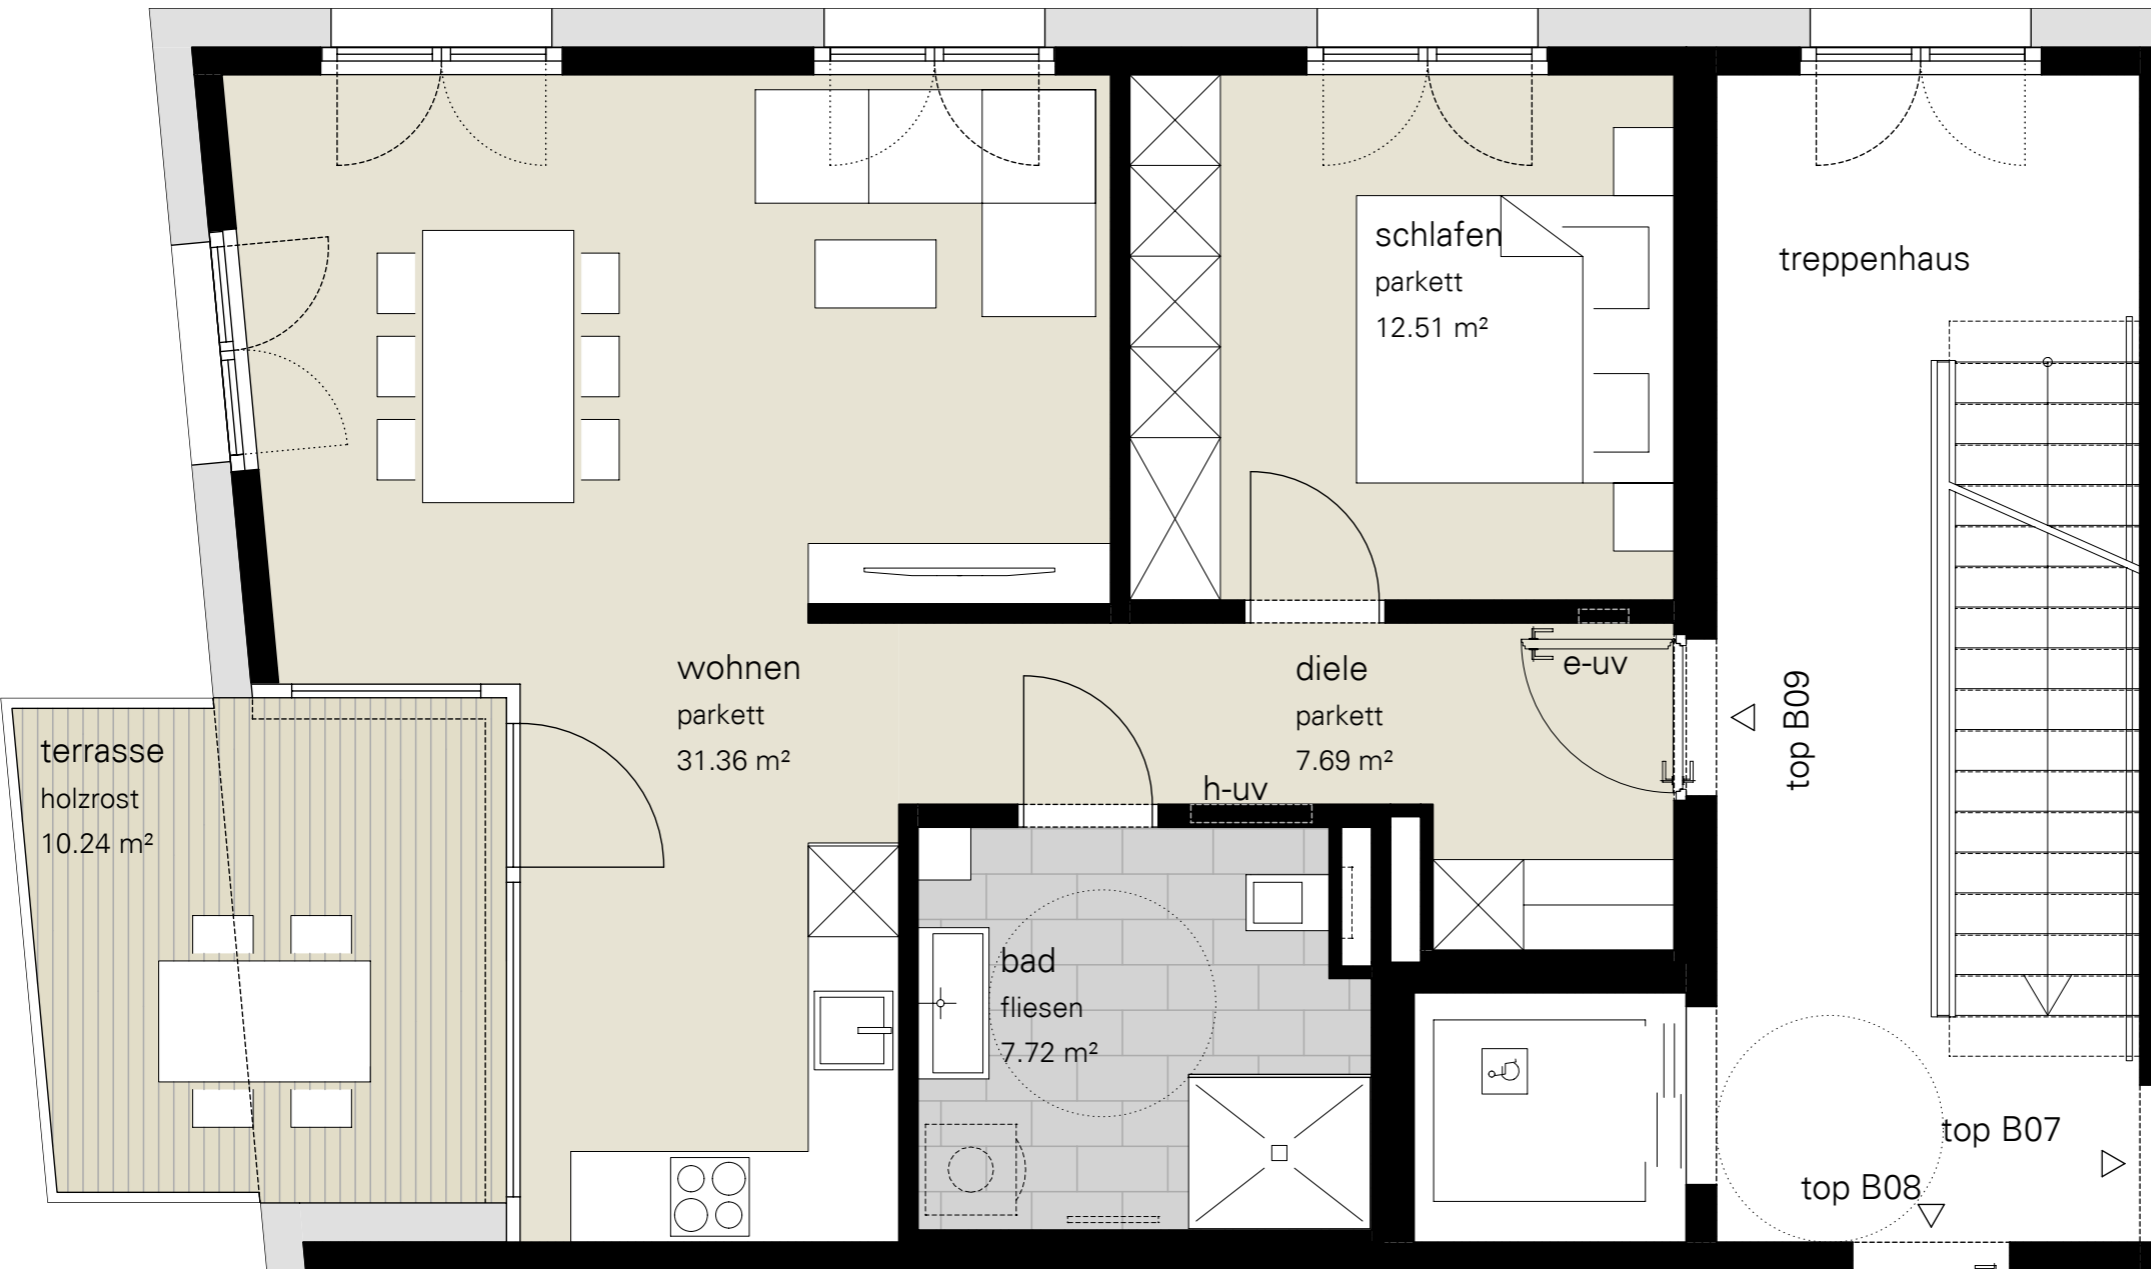 schlafen
parkett
12.51 m²
treppenhaus
wohnen
parkett
31.36 m²
diele
parkett
7.69 m²
e-uv
h-uv
top B09
terrasse
holzrost
10.24 m²
bad
fliesen
7.72 m²
top B07
top B08